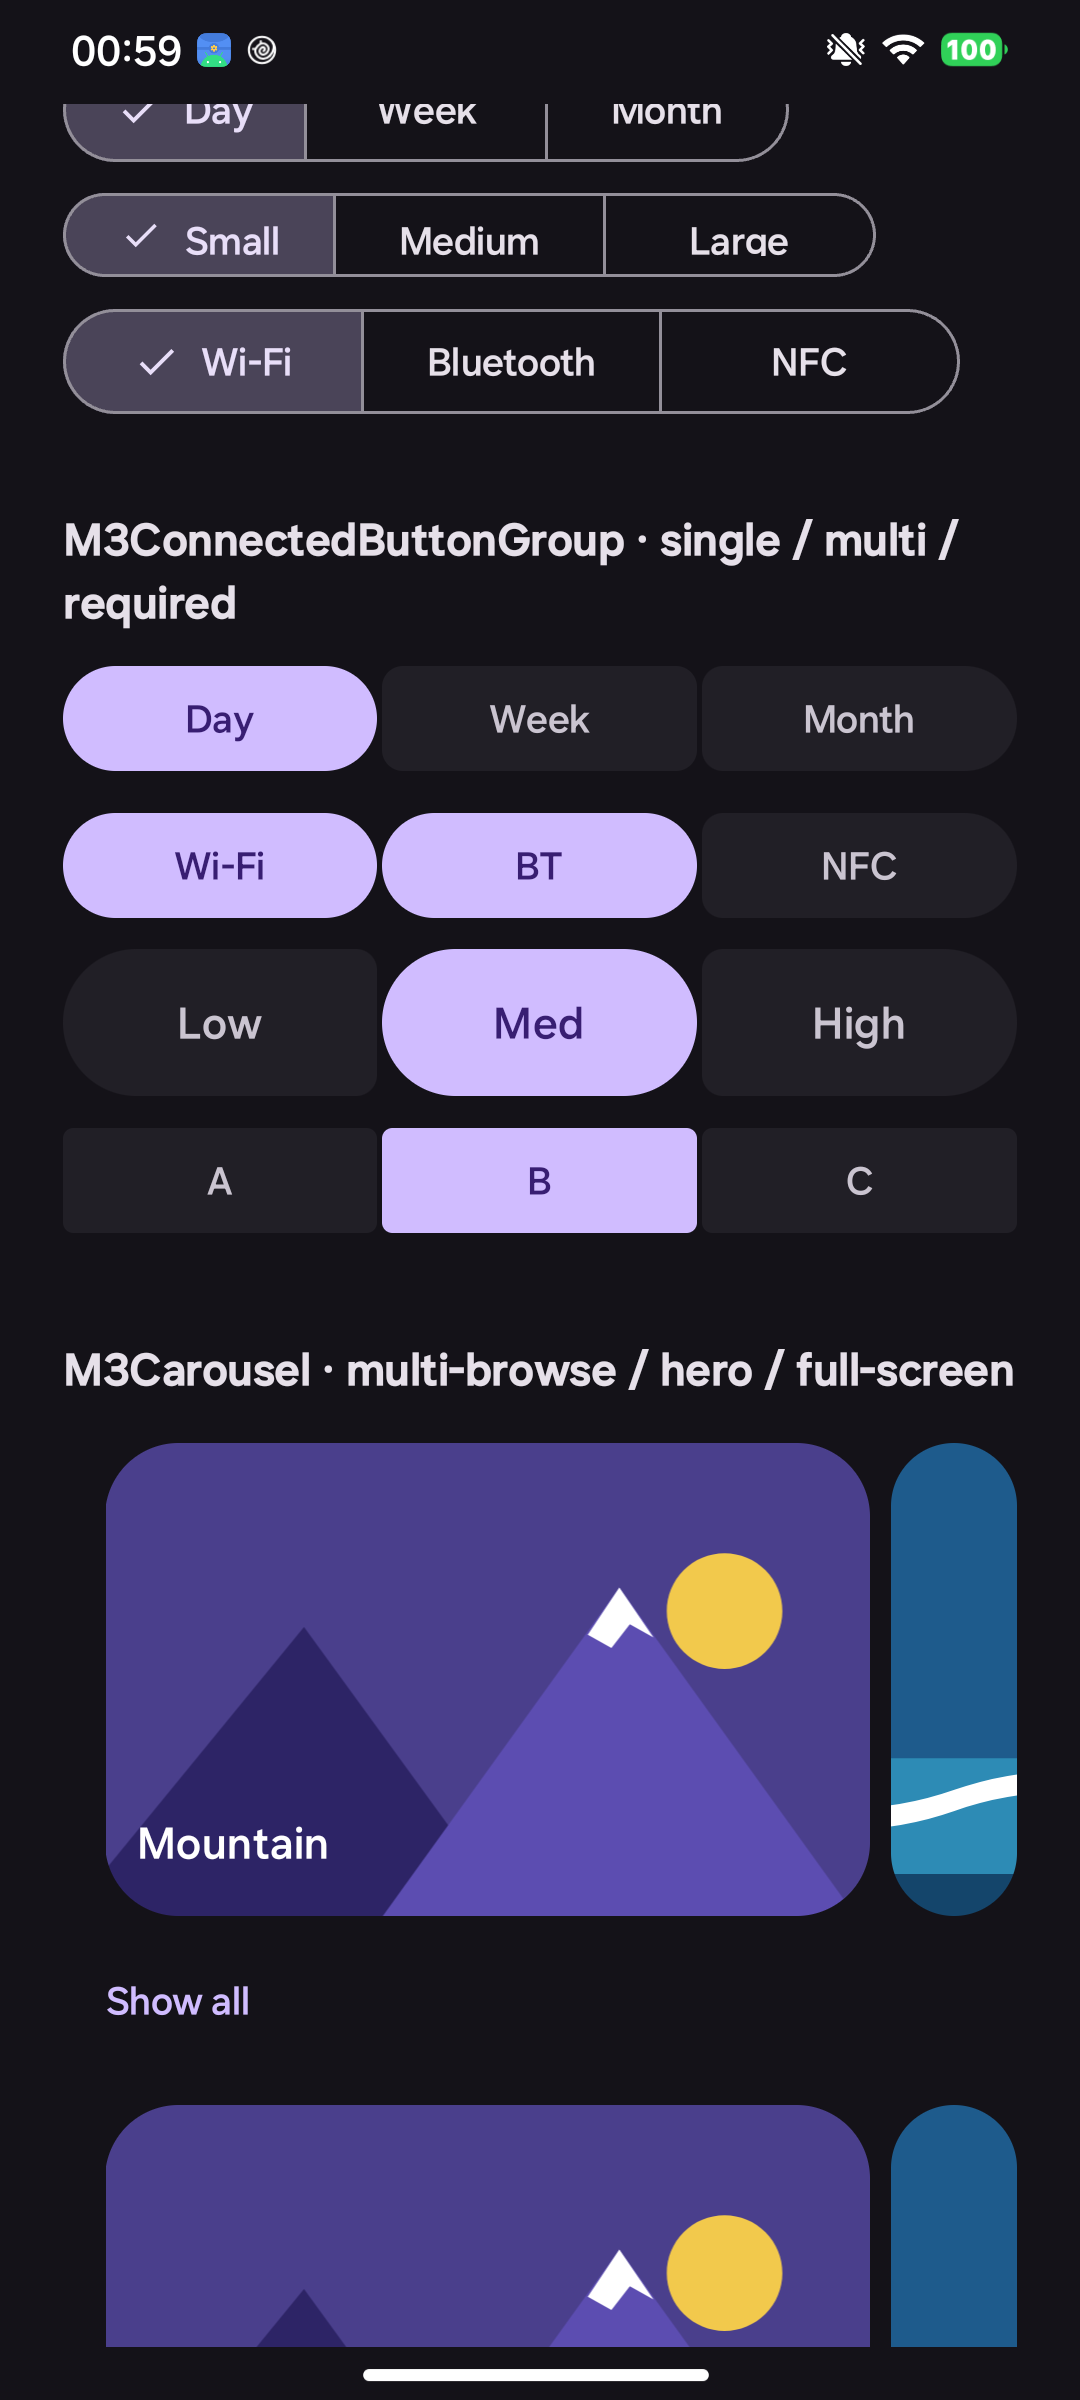 00:59
100
Day Week Month
Small Medium Large
Wi-Fi Bluetooth NFC
M3ConnectedButtonGroup · single / multi /
required
Day Week Month
Wi-Fi BT NFC
Low Med High
A B C
M3Carousel · multi-browse / hero / full-screen
Mountain
Show all